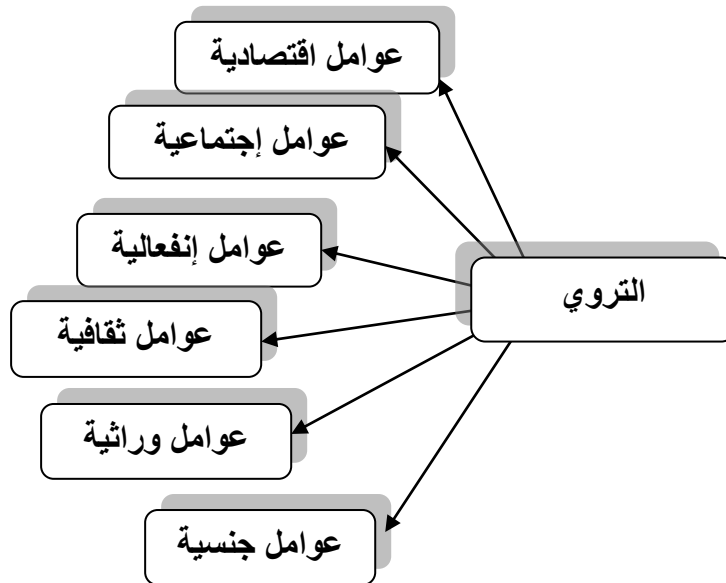 عوامل اقتصادية
عوامل إجتماعية
عوامل إنفعالية
التروي
عوامل ثقافية
عوامل وراثية
عوامل جنسية